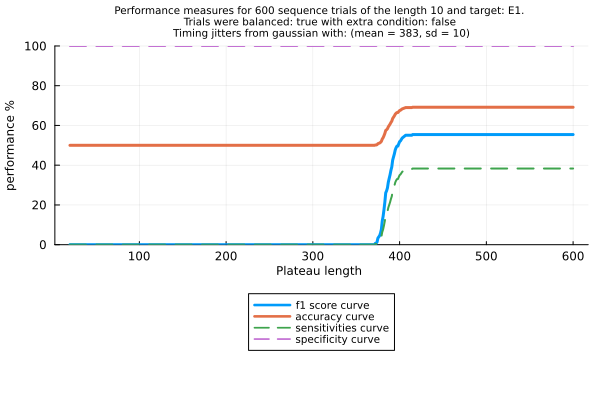 Performance measures for 600 sequence trials of the length 10 and target: E1.
Trials were balanced: true with extra condition: false
Timing jitters from gaussian with: (mean = 383, sd = 10)
100
80
60
40
20
0
performance %
100 200 300 400 500 600
Plateau length
f1 score curve
accuracy curve
sensitivities curve
specificity curve